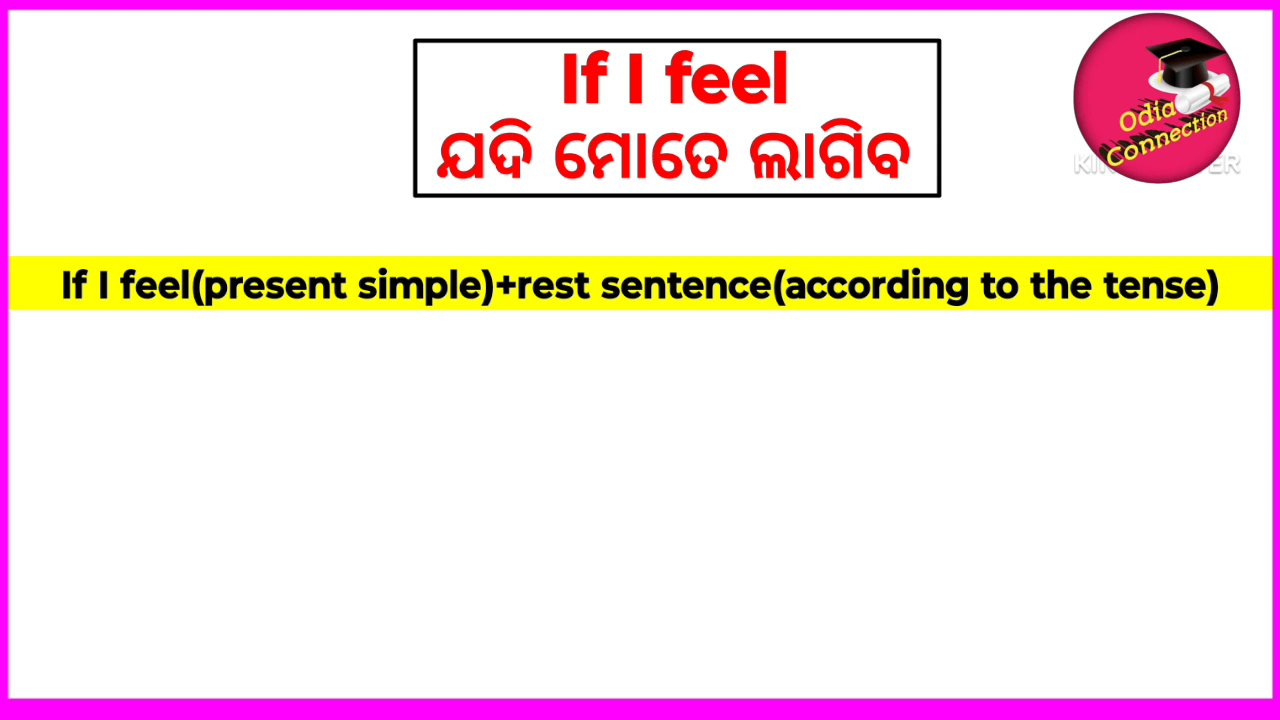 If I feel
ଯଦି ମୋତେ ଲାଗିବ
Odia
Connection
If I feel(present simple)+rest sentence(according to the tense)